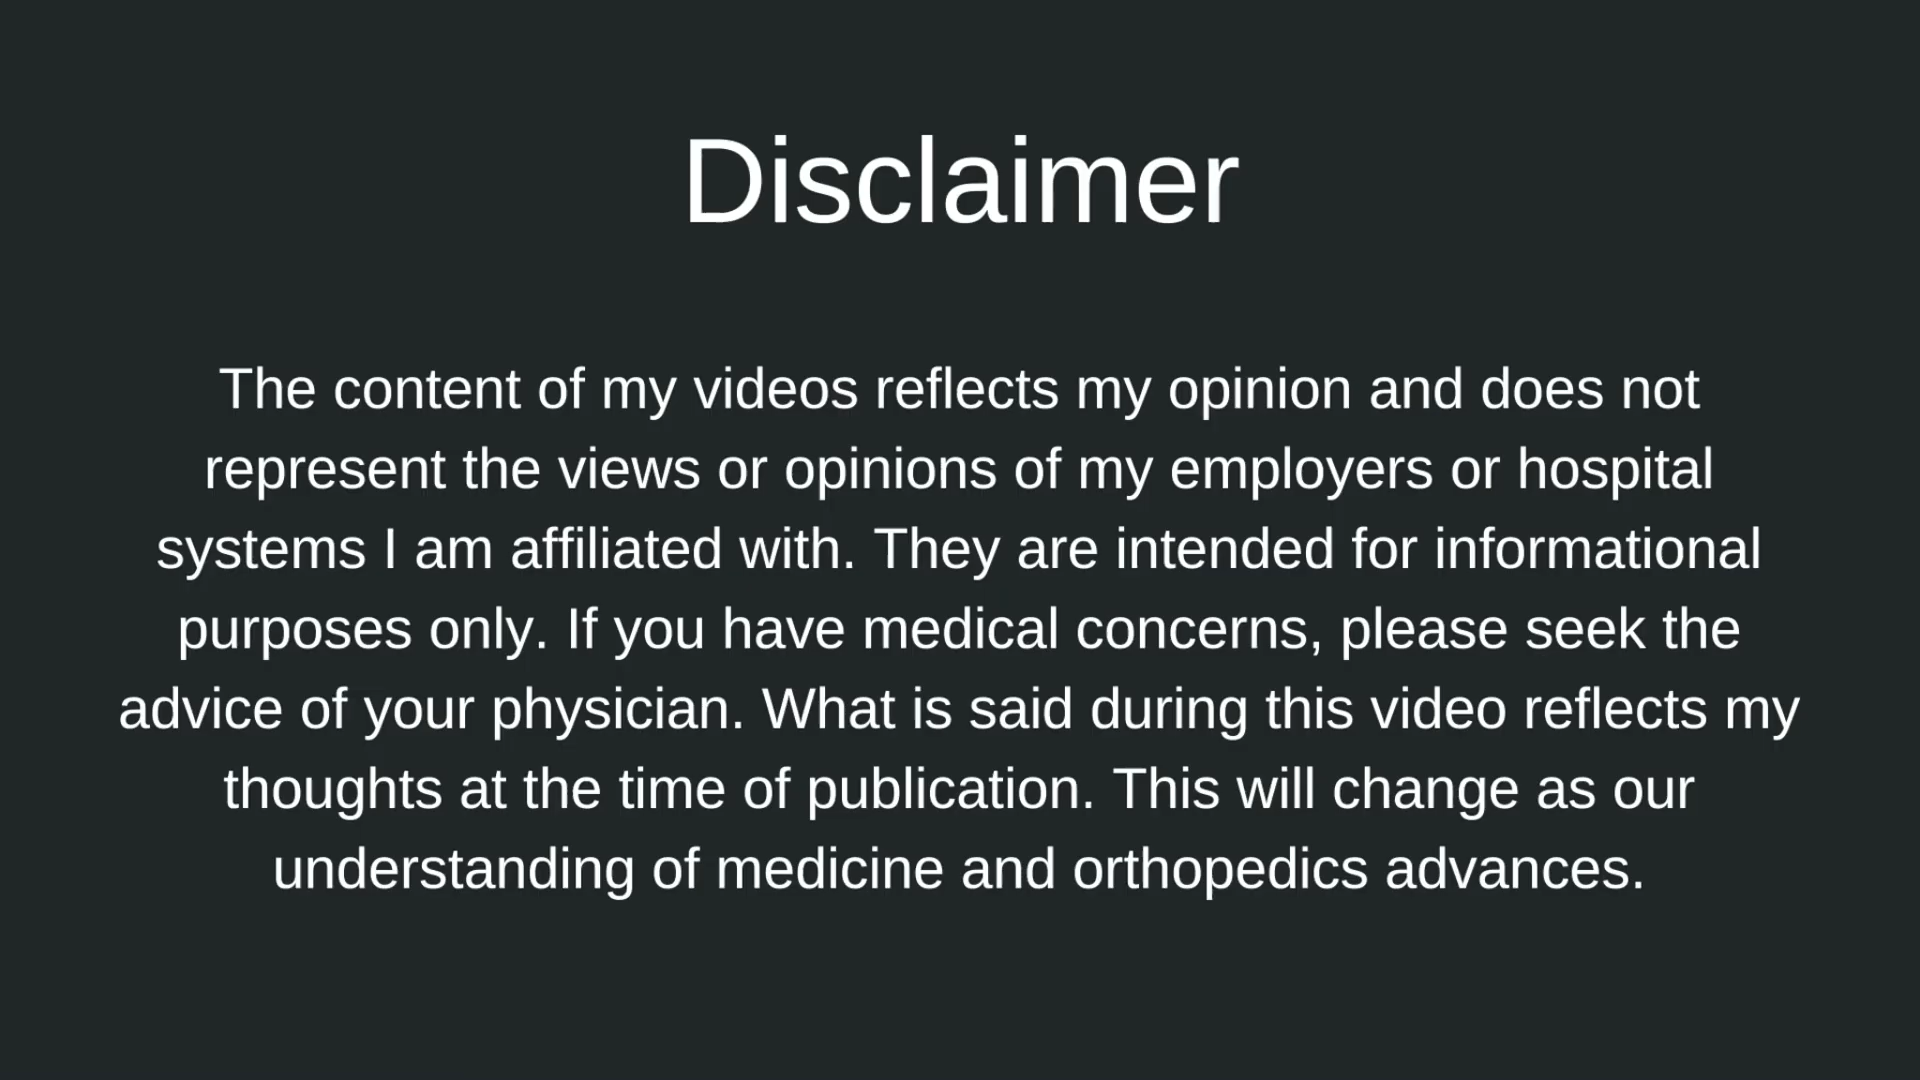 Disclaimer
The content of my videos reflects my opinion and does not
represent the views or opinions of my employers or hospital
systems I am affiliated with. They are intended for informational
purposes only. If you have medical concerns, please seek the
advice of your physician. What is said during this video reflects my
thoughts at the time of publication. This will change as our
understanding of medicine and orthopedics advances.